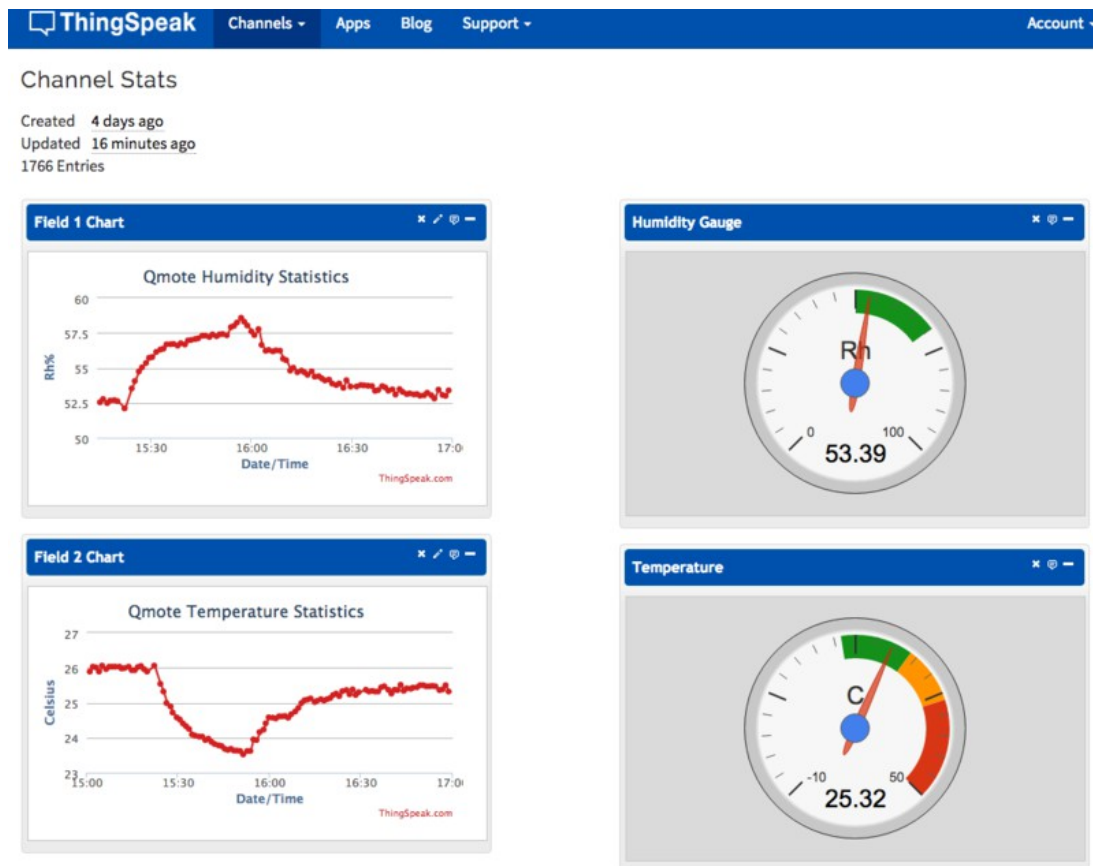 ThingSpeak Channels Apps Blog Support Account
Channel Stats
Created 4 days ago
Updated 16 minutes ago
1766 Entries
Field 1 Chart
Qmote Humidity Statistics
60
57.5
55
52.5
50
Rh%
15:30 16:00 16:30 17:0
Date/Time
ThingSpeak.com
Humidity Gauge
Rh
0 100
53.39
Field 2 Chart
Qmote Temperature Statistics
27
26
25
24
23
Celsius
15:00 15:30 16:00 16:30 17:0
Date/Time
ThingSpeak.com
Temperature
C
-10 50
25.32